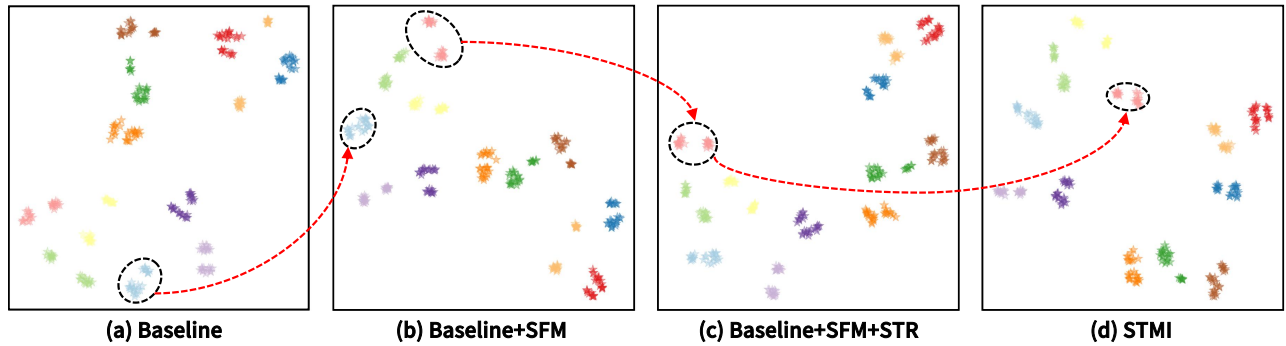 (a) Baseline
(b) Baseline+SFM
(c) Baseline+SFM+STR
(d) STMI